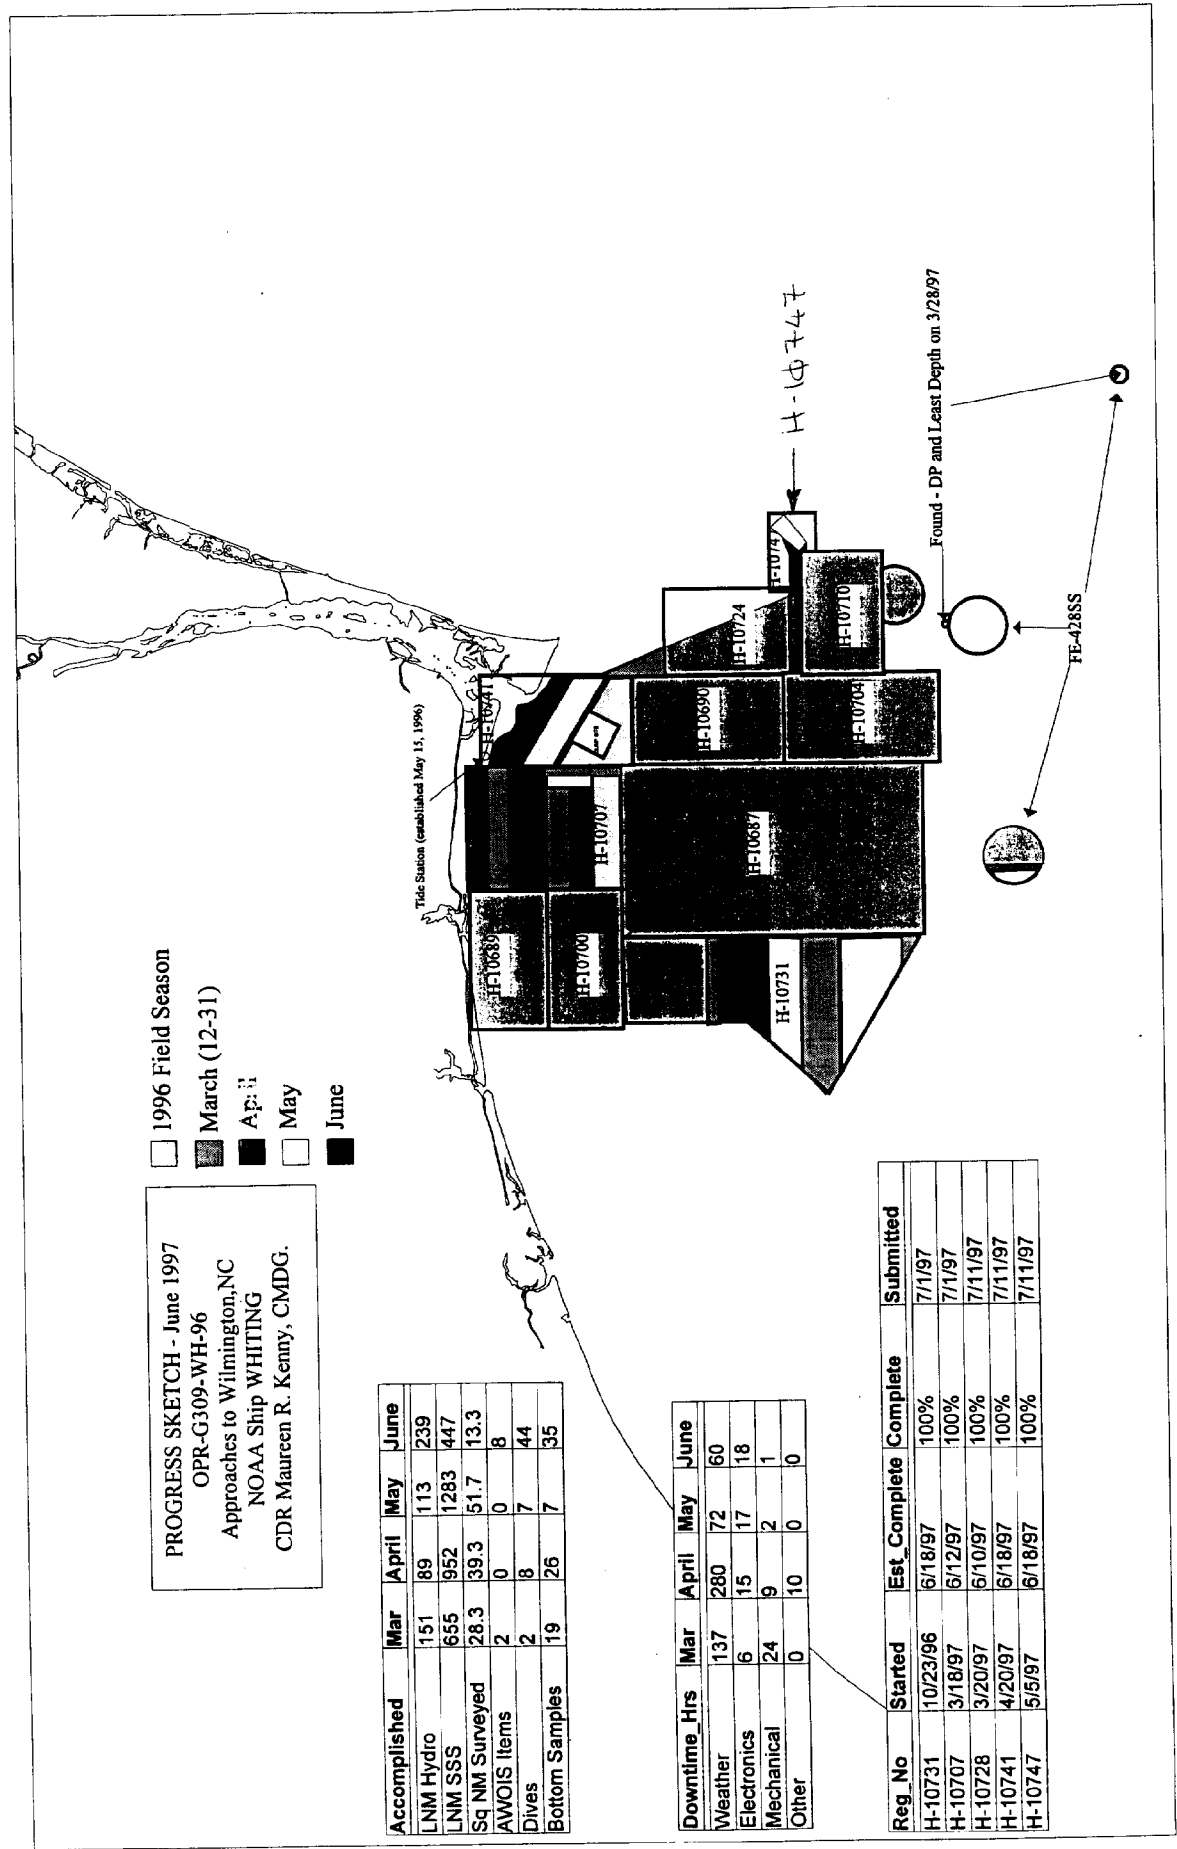 PROGRESS SKETCH - June 1997
OPR-G309-WH-96
Approaches to Wilmington,NC
NOAA Ship WHITING
CDR Maureen R. Kenny, CMDG.
1996 Field Season
March (12-31)
April
May
June
Accomplished Mar April May June
LNM Hydro 151 89 113 239
LNM SSS 655 952 1283 447
Sq NM Surveyed 28.3 39.3 51.7 13.3
AWOIS Items 2 0 0 8
Dives 2 8 7 44
Bottom Samples 19 26 7 35
Downtime_Hrs Mar April May June
Weather 137 280 72 60
Electronics 6 15 17 18
Mechanical 24 9 2 1
Other 0 10 0 0
Reg_No Started Est_Complete Complete Submitted
H-10731 10/23/96 6/18/97 100% 7/1/97
H-10707 3/18/97 6/12/97 100% 7/1/97
H-10728 3/20/97 6/10/97 100% 7/11/97
H-10741 4/20/97 6/18/97 100% 7/11/97
H-10747 5/5/97 6/18/97 100% 7/11/97
Tide Station (established May 15, 1996)
H-10741
H-10689
H-10700
H-10707
H-10731
H-10687
H-10690
H-10704
H-10724
H-10710
H-1074
H-10747
Found - DP and Least Depth on 3/28/97
FE-428SS